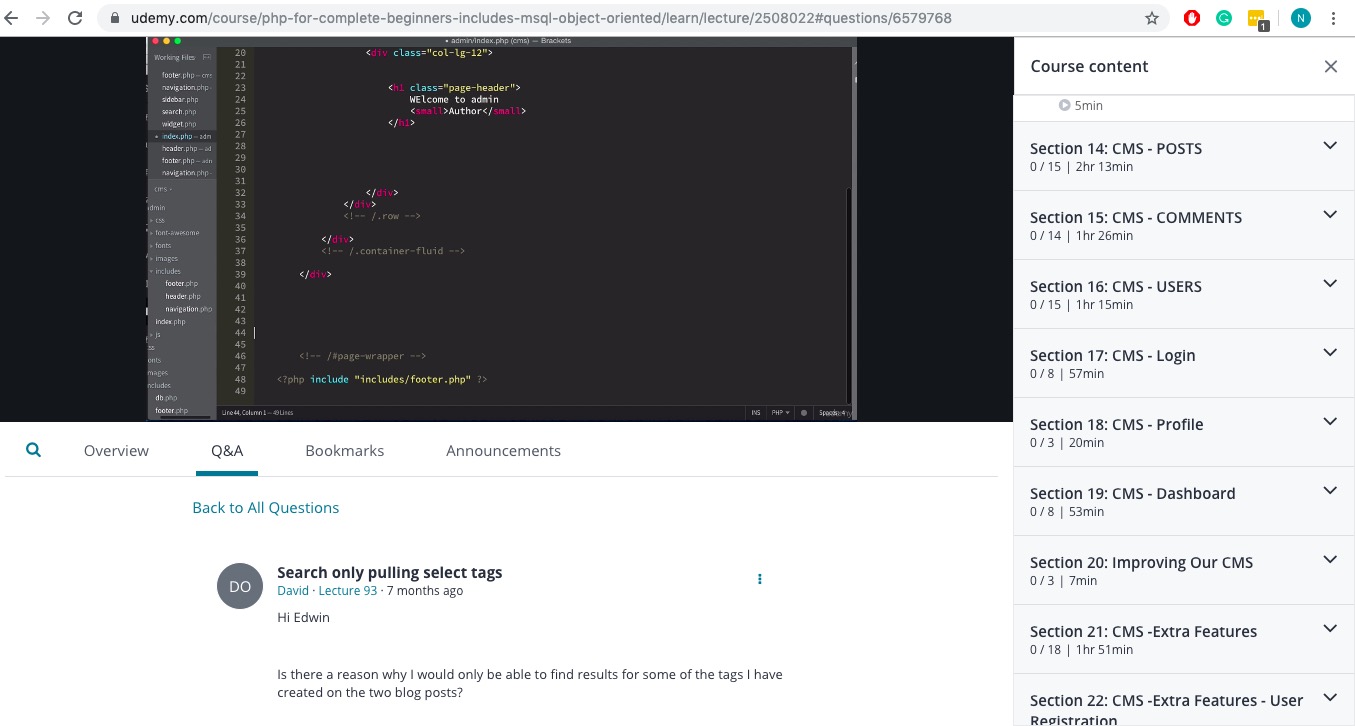 udemy.com/course/php-for-complete-beginners-includes-msql-object-oriented/learn/lecture/2508022#questions/6579768
1
N
admin/index.php (cms) — Brackets
Working Files
footer.php — cms
navigation.php -
sidebar.php
search.php
widget.php
index.php — adm
header.php — ad
footer.php — adn
navigation.php -
cms -
dmin
css
font-awesome
fonts
images
includes
footer.php
header.php
navigation.php
index.php
js
ss
onts
mages
ncludes
db.php
footer.php
20 <div class="col-lg-12">
21
22
23 <h1 class="page-header">
24 WElcome to admin
25 <small>Author</small>
26 </h1>
27
28
29
30
31
32 </div>
33 </div>
34 <!-- /.row -->
35
36 </div>
37 <!-- /.container-fluid -->
38
39 </div>
40
41
42
43
44
45
46 <!-- /#page-wrapper -->
47
48 <?php include "includes/footer.php" ?>
49
Line 44, Column 1 — 49 Lines
INS PHP
Course content
5min
Section 14: CMS - POSTS
0 / 15 | 2hr 13min
Section 15: CMS - COMMENTS
0 / 14 | 1hr 26min
Section 16: CMS - USERS
0 / 15 | 1hr 15min
Section 17: CMS - Login
0 / 8 | 57min
Section 18: CMS - Profile
0 / 3 | 20min
Section 19: CMS - Dashboard
0 / 8 | 53min
Section 20: Improving Our CMS
0 / 3 | 7min
Section 21: CMS -Extra Features
0 / 18 | 1hr 51min
Section 22: CMS -Extra Features - User
Registration
Overview Q&A Bookmarks Announcements
Back to All Questions
DO
Search only pulling select tags
David · Lecture 93 · 7 months ago
Hi Edwin
Is there a reason why I would only be able to find results for some of the tags I have
created on the two blog posts?